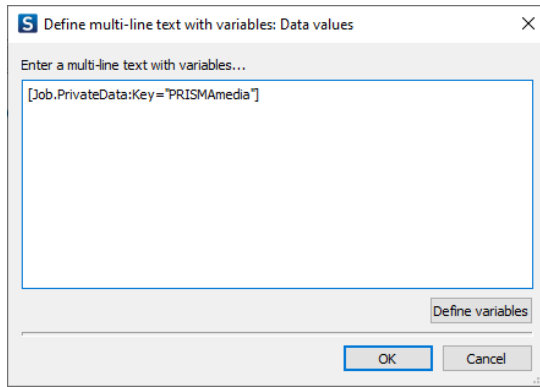 S Define multi-line text with variables: Data values
Enter a multi-line text with variables...
[Job.PrivateData:Key="PRISMAmedia"]
Define variables
OK Cancel